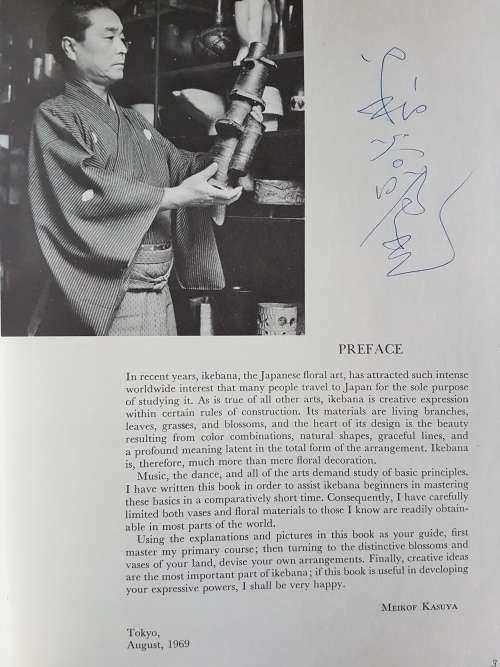 PREFACE
In recent years, ikebana, the Japanese floral art, has attracted such intense
worldwide interest that many people travel to Japan for the sole purpose
of studying it. As is true of all other arts, ikebana is creative expression
within certain rules of construction. Its materials are living branches,
leaves, grasses, and blossoms, and the heart of its design is the beauty
resulting from color combinations, natural shapes, graceful lines, and
a profound meaning latent in the total form of the arrangement. Ikebana
is, therefore, much more than mere floral decoration.
Music, the dance, and all of the arts demand study of basic principles.
I have written this book in order to assist ikebana beginners in mastering
these basics in a comparatively short time. Consequently, I have carefully
limited both vases and floral materials to those I know are readily obtain-
able in most parts of the world.
Using the explanations and pictures in this book as your guide, first
master my primary course; then turning to the distinctive blossoms and
vases of your land, devise your own arrangements. Finally, creative ideas
are the most important part of ikebana; if this book is useful in developing
your expressive powers, I shall be very happy.
MEIKOF KASUYA
Tokyo,
August, 1969
3